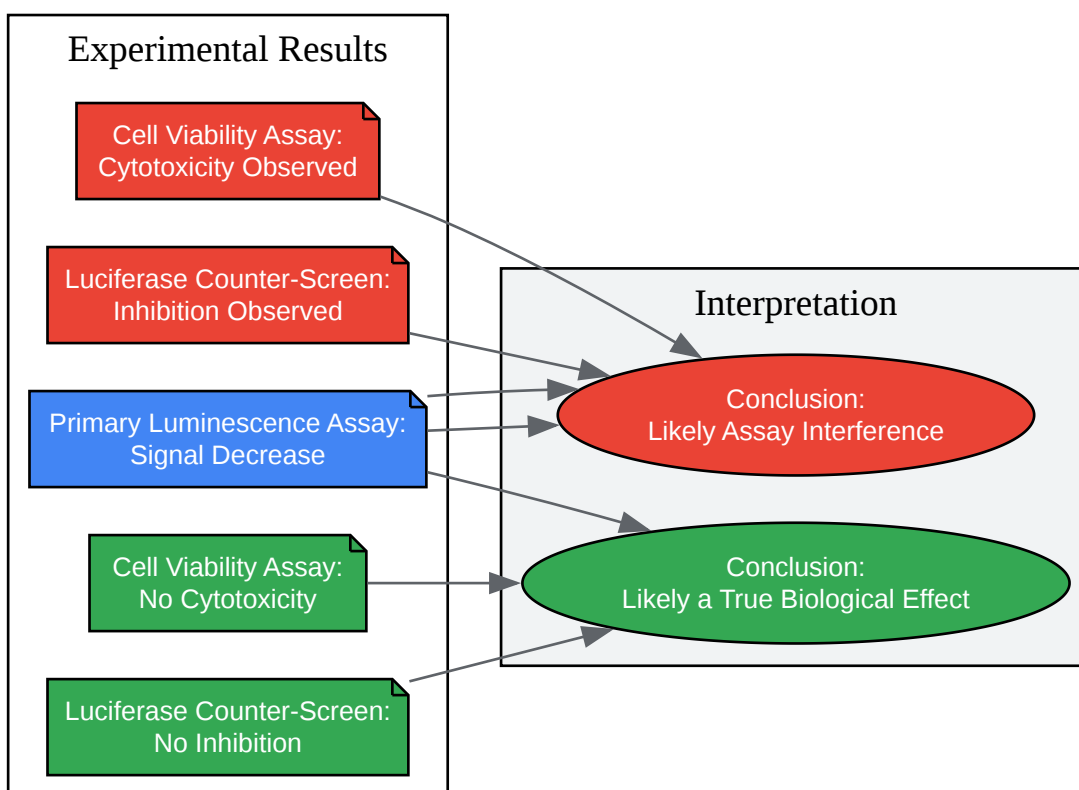 Experimental Results
Cell Viability Assay:
Cytotoxicity Observed
Luciferase Counter-Screen:
Inhibition Observed
Primary Luminescence Assay:
Signal Decrease
Cell Viability Assay:
No Cytotoxicity
Luciferase Counter-Screen:
No Inhibition
Interpretation
Conclusion:
Likely Assay Interference
Conclusion:
Likely a True Biological Effect